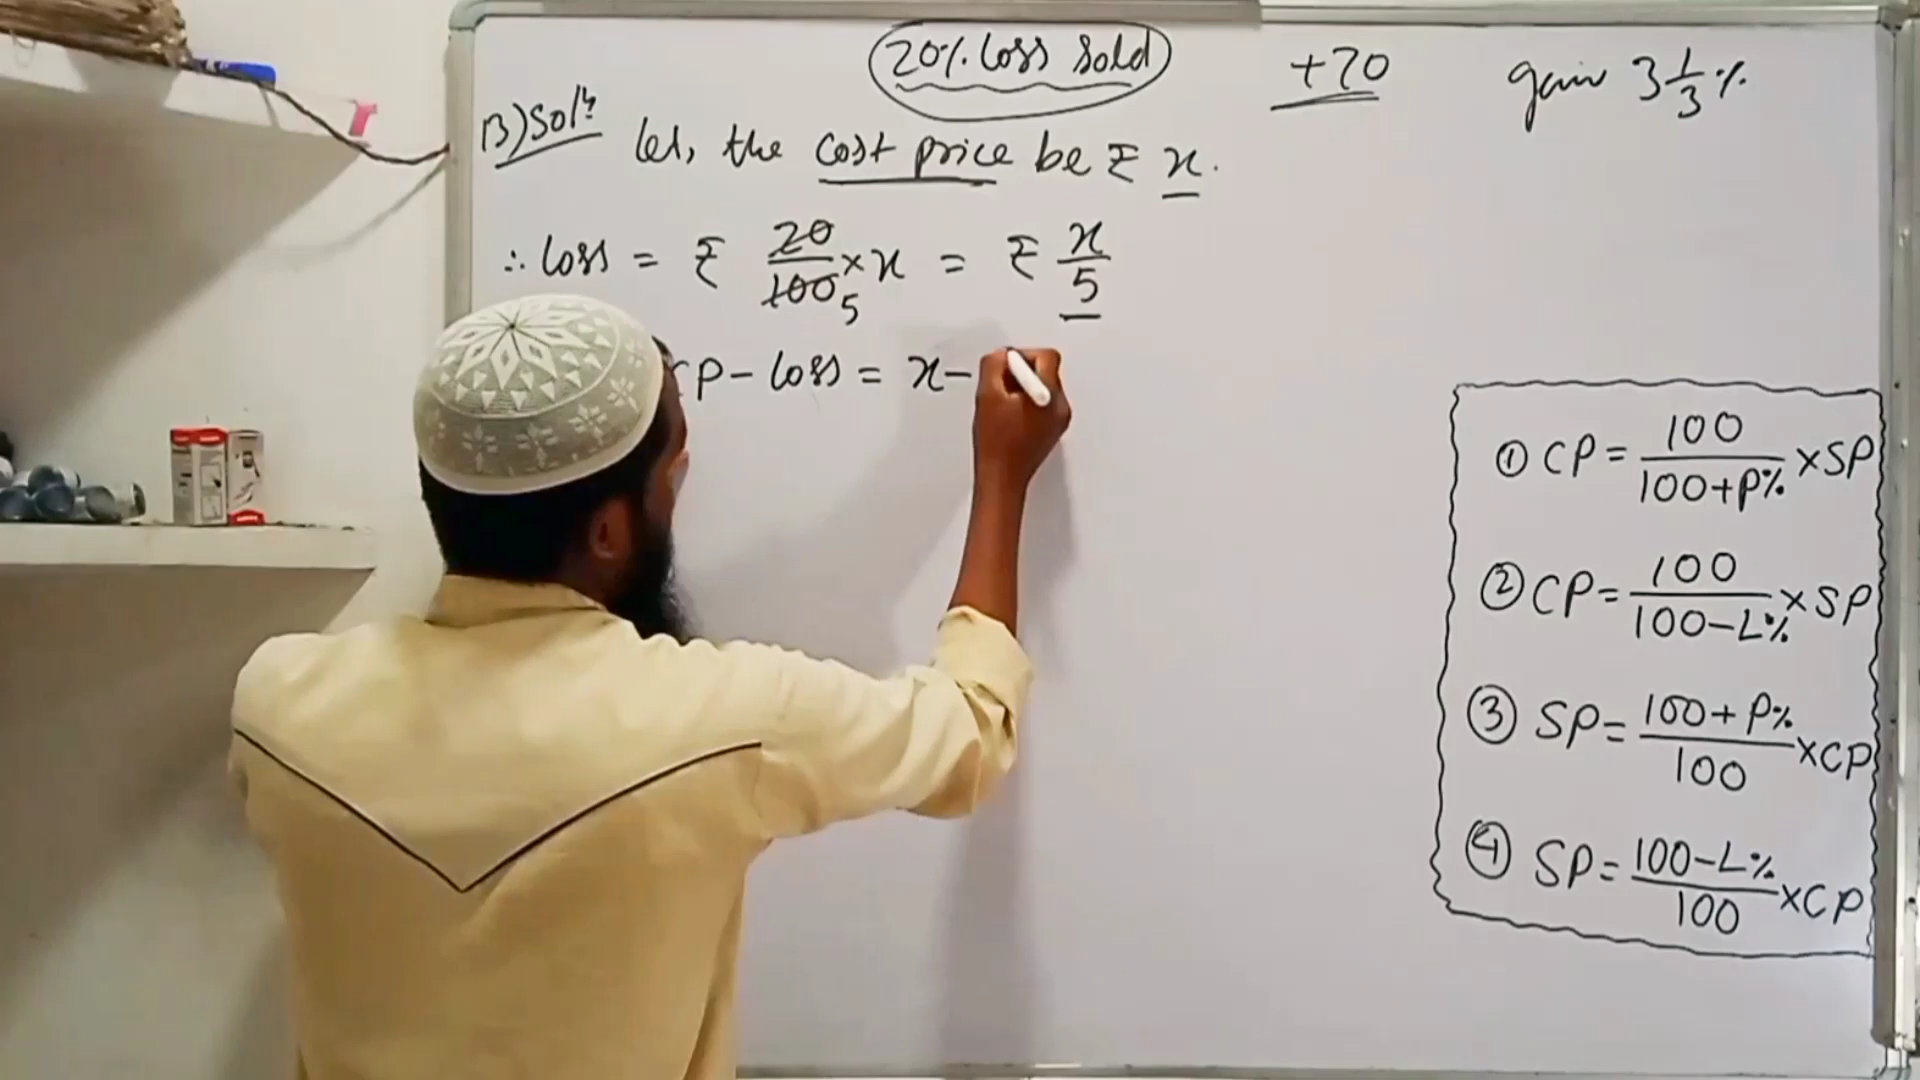 20% loss sold +70 gain 3 1/3 %
13) Solⁿ: Let, the cost price be ₹ x.
∴ loss = ₹ 20/100 5 × x = ₹ x/5
CP - loss = x -
① CP = 100/100+P% × SP
② CP = 100/100-L% × SP
③ SP = 100+P%/100 × CP
④ SP = 100-L%/100 × CP